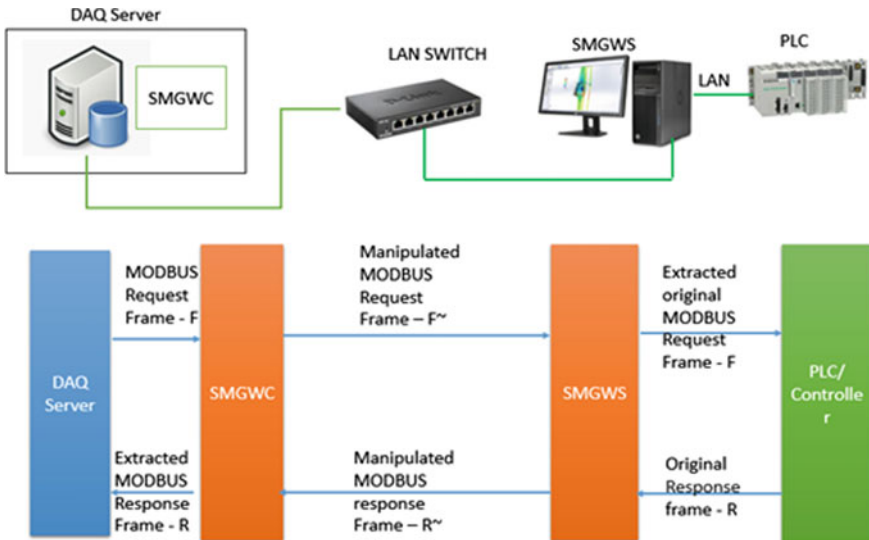 DAQ Server
SMGWC
LAN SWITCH
SMGWS
LAN
PLC
DAQ
Server
MODBUS
Request
Frame - F
SMGWC
Manipulated
MODBUS
Request
Frame – F~
SMGWS
Extracted
original
MODBUS
Request
Frame - F
PLC/
Controlle
r
Extracted
MODBUS
Response
Frame - R
Manipulated
MODBUS
response
Frame – R~
Original
Response
frame - R